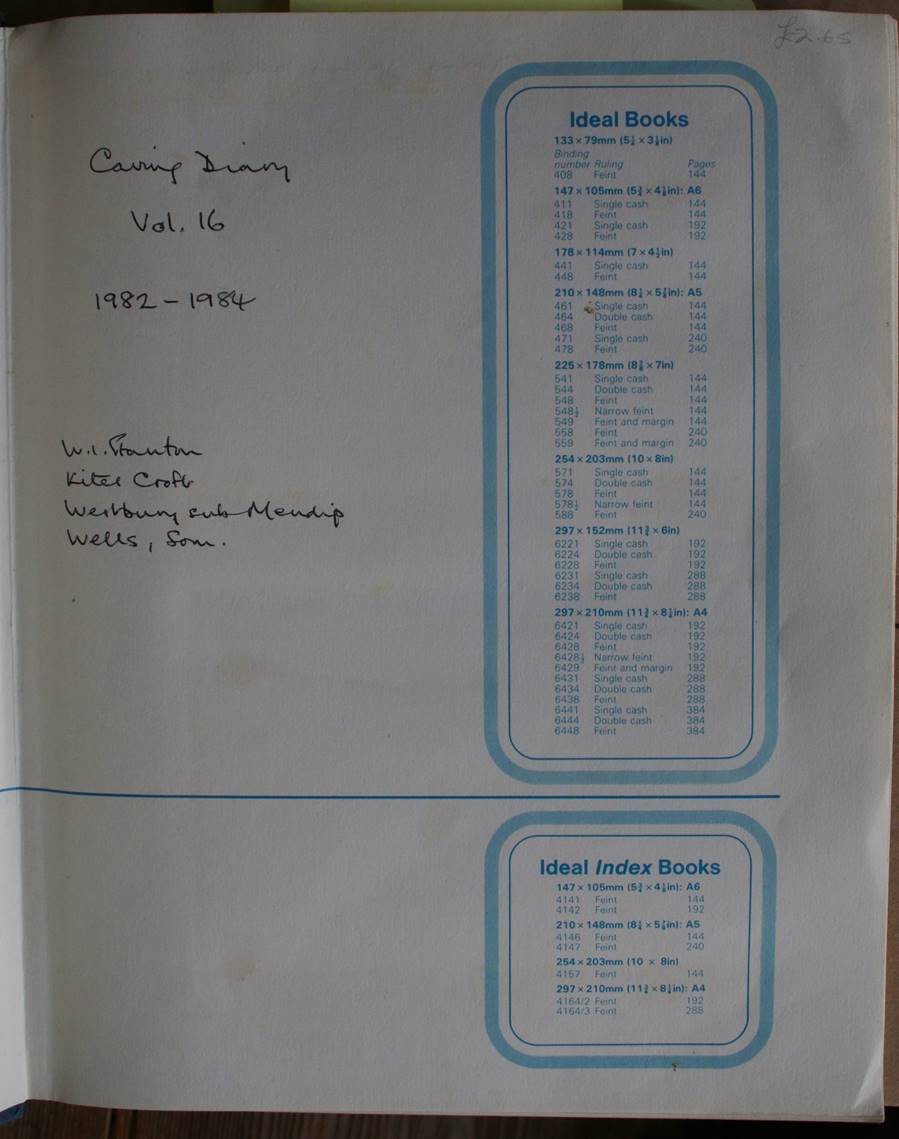 £2.65
Caving Diary
Vol. 16
1982 - 1984
W.I. Stanton
Kites Croft
Westbury sub Mendip
Wells, Som.
Ideal Books
133 × 79mm (5¼ × 3⅛in)
Binding
number Ruling Pages
408 Feint 144
147 × 105mm (5¾ × 4⅛in): A6
411 Single cash 144
418 Feint 144
421 Single cash 192
428 Feint 192
178 × 114mm (7 × 4½in)
441 Single cash 144
448 Feint 144
210 × 148mm (8¼ × 5⅞in): A5
461 Single cash 144
464 Double cash 144
468 Feint 144
471 Single cash 240
478 Feint 240
225 × 178mm (8⅞ × 7in)
541 Single cash 144
544 Double cash 144
548 Feint 144
548½ Narrow feint 144
549 Feint and margin 144
558 Feint 240
559 Feint and margin 240
254 × 203mm (10 × 8in)
571 Single cash 144
574 Double cash 144
578 Feint 144
578½ Narrow feint 144
588 Feint 240
297 × 152mm (11¾ × 6in)
6221 Single cash 192
6224 Double cash 192
6228 Feint 192
6231 Single cash 288
6234 Double cash 288
6238 Feint 288
297 × 210mm (11¾ × 8¼in): A4
6421 Single cash 192
6424 Double cash 192
6428 Feint 192
6428½ Narrow feint 192
6429 Feint and margin 192
6431 Single cash 288
6434 Double cash 288
6438 Feint 288
6441 Single cash 384
6444 Double cash 384
6448 Feint 384
Ideal Index Books
147 × 105mm (5¾ × 4⅛in): A6
4141 Feint 144
4142 Feint 192
210 × 148mm (8¼ × 5⅞in): A5
4146 Feint 144
4147 Feint 240
254 × 203mm (10 × 8in)
4157 Feint 144
297 × 210mm (11¾ × 8¼in): A4
4164/2 Feint 192
4164/3 Feint 288